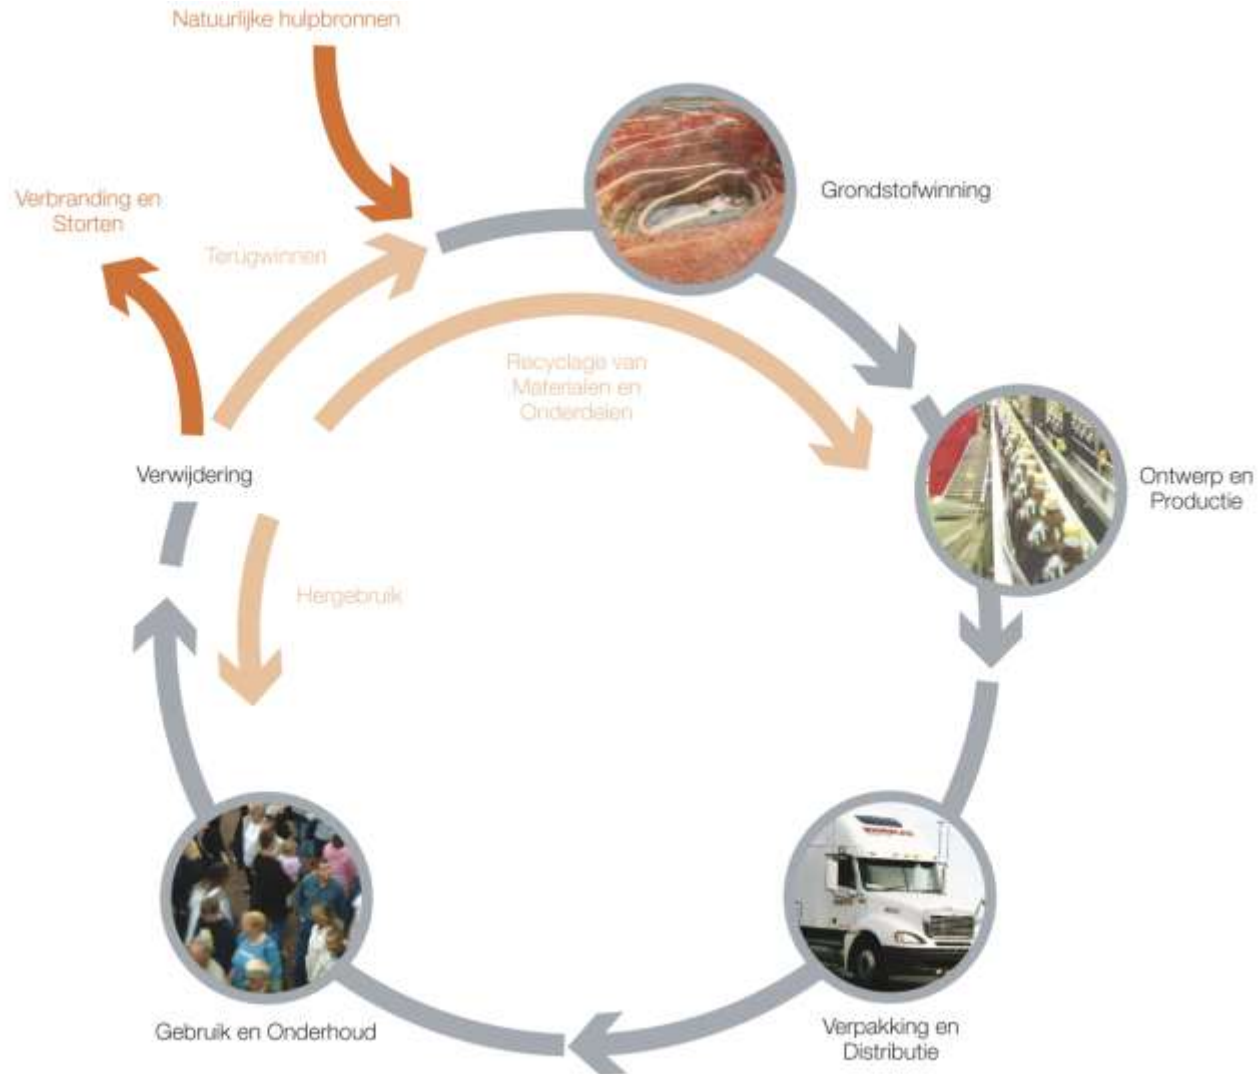 Natuurlijke hulpbronnen
Grondstofwinning
Verbranding en
Storten
Terugwinnen
Recyclage van
Materialen en
Onderdalen
Verwijdering
Ontwerp en
Productie
Hergebruik
Gebruik en Onderhoud
Verpakking en
Distributie